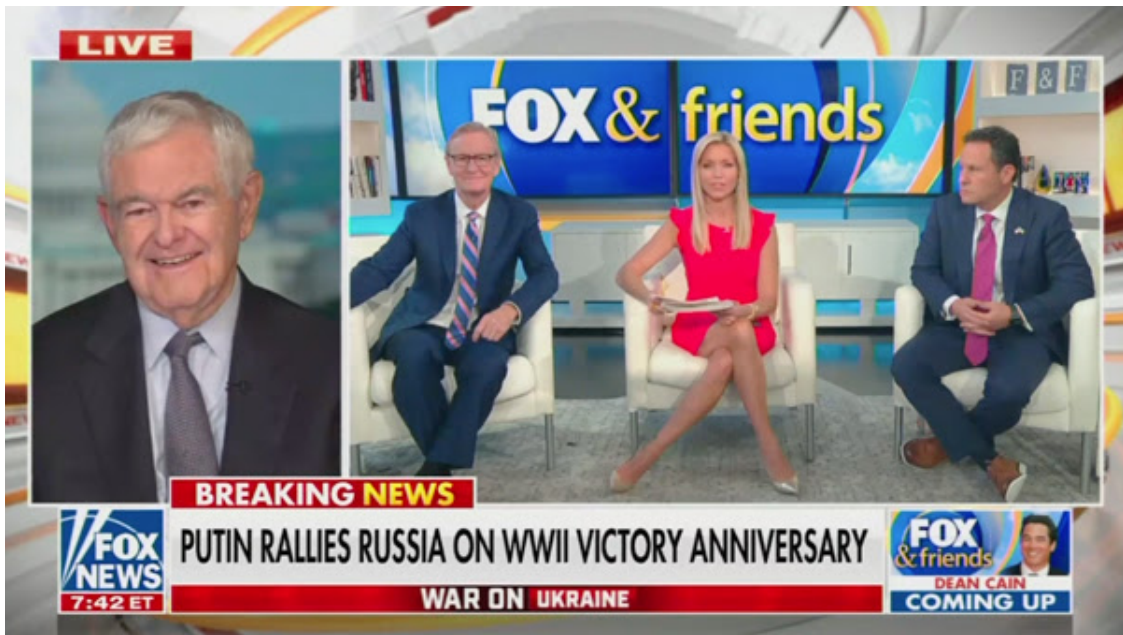 LIVE
FOX & friends
F & F
BREAKING NEWS
PUTIN RALLIES RUSSIA ON WWII VICTORY ANNIVERSARY
WAR ON UKRAINE
FOX
NEWS
7:42 ET
FOX
& friends
DEAN CAIN
COMING UP